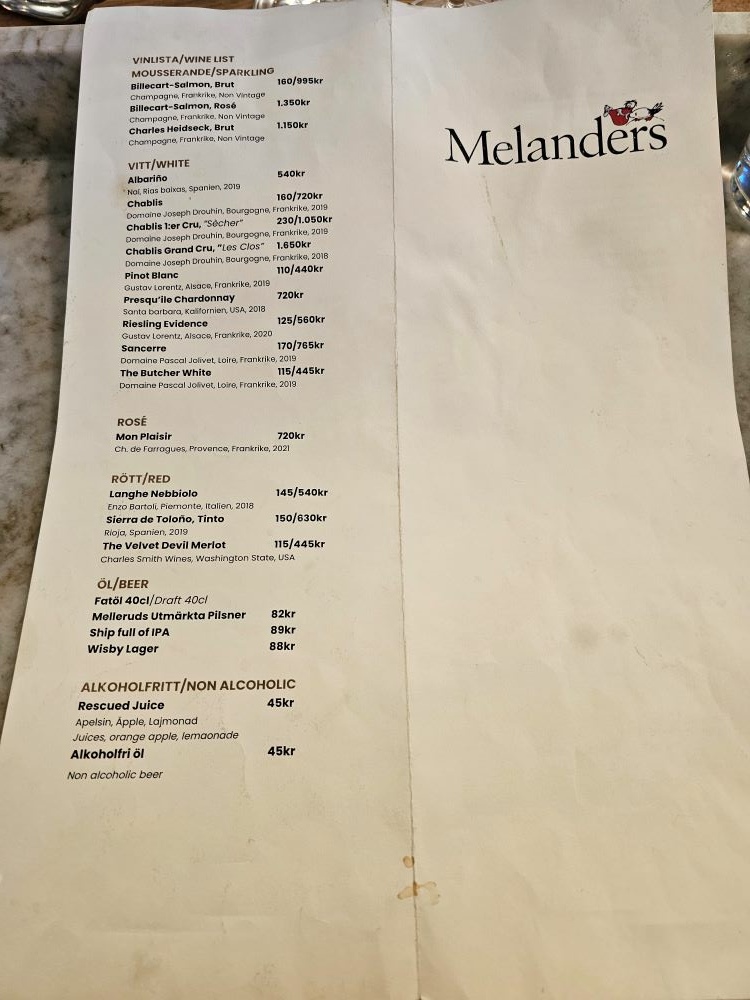 VINLISTA/WINE LIST
MOUSSERANDE/SPARKLING
Billecart-Salmon, Brut 160/995kr
Champagne, Frankrike, Non Vintage
Billecart-Salmon, Rosé 1.350kr
Champagne, Frankrike, Non Vintage
Charles Heidseck, Brut 1.150kr
Champagne, Frankrike, Non Vintage
VITT/WHITE
Albariño 540kr
Naí, Rias baixas, Spanien, 2019
Chablis 160/720kr
Domaine Joseph Drouhin, Bourgogne, Frankrike, 2019
Chablis 1:er Cru, "Sécher" 230/1.050kr
Domaine Joseph Drouhin, Bourgogne, Frankrike, 2019
Chablis Grand Cru, "Les Clos" 1.650kr
Domaine Joseph Drouhin, Bourgogne, Frankrike, 2018
Pinot Blanc 110/440kr
Gustav Lorentz, Alsace, Frankrike, 2019
Presqu'ile Chardonnay 720kr
Santa barbara, Kalifornien, USA, 2018
Riesling Evidence 125/560kr
Gustav Lorentz, Alsace, Frankrike, 2020
Sancerre 170/765kr
Domaine Pascal Jolivet, Loire, Frankrike, 2019
The Butcher White 115/445kr
Domaine Pascal Jolivet, Loire, Frankrike, 2019
ROSÉ
Mon Plaisir 720kr
Ch. de Farragues, Provence, Frankrike, 2021
RÖTT/RED
Langhe Nebbiolo 145/540kr
Enzo Bartoli, Piemonte, Italien, 2018
Sierra de Toloño, Tinto 150/630kr
Rioja, Spanien, 2019
The Velvet Devil Merlot 115/445kr
Charles Smith Wines, Washington State, USA
ÖL/BEER
Fatöl 40cl/Draft 40cl
Melleruds Utmärkta Pilsner 82kr
Ship full of IPA 89kr
Wisby Lager 88kr
ALKOHOLFRITT/NON ALCOHOLIC
Rescued Juice 45kr
Apelsin, Äpple, Lajmonad
Juices, orange apple, lemaonade
Alkoholfri öl 45kr
Non alcoholic beer
Melanders